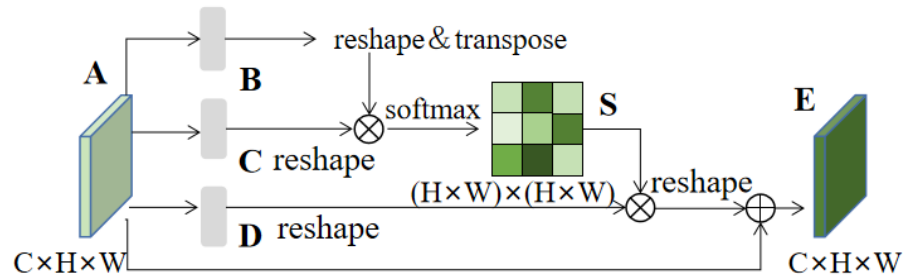 reshape&transpose
A
B
softmax
S
E
C reshape
(H×W)×(H×W)
reshape
D reshape
C×H×W
C×H×W